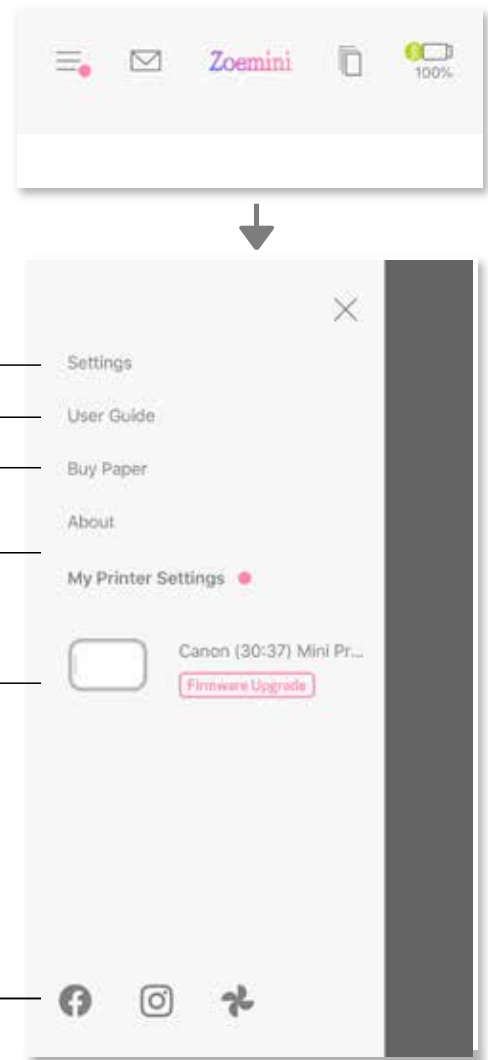 Zoemini
100%
Settings
User Guide
Buy Paper
About
My Printer Settings
Canon (30:37) Mini Pr...
Firmware Upgrade